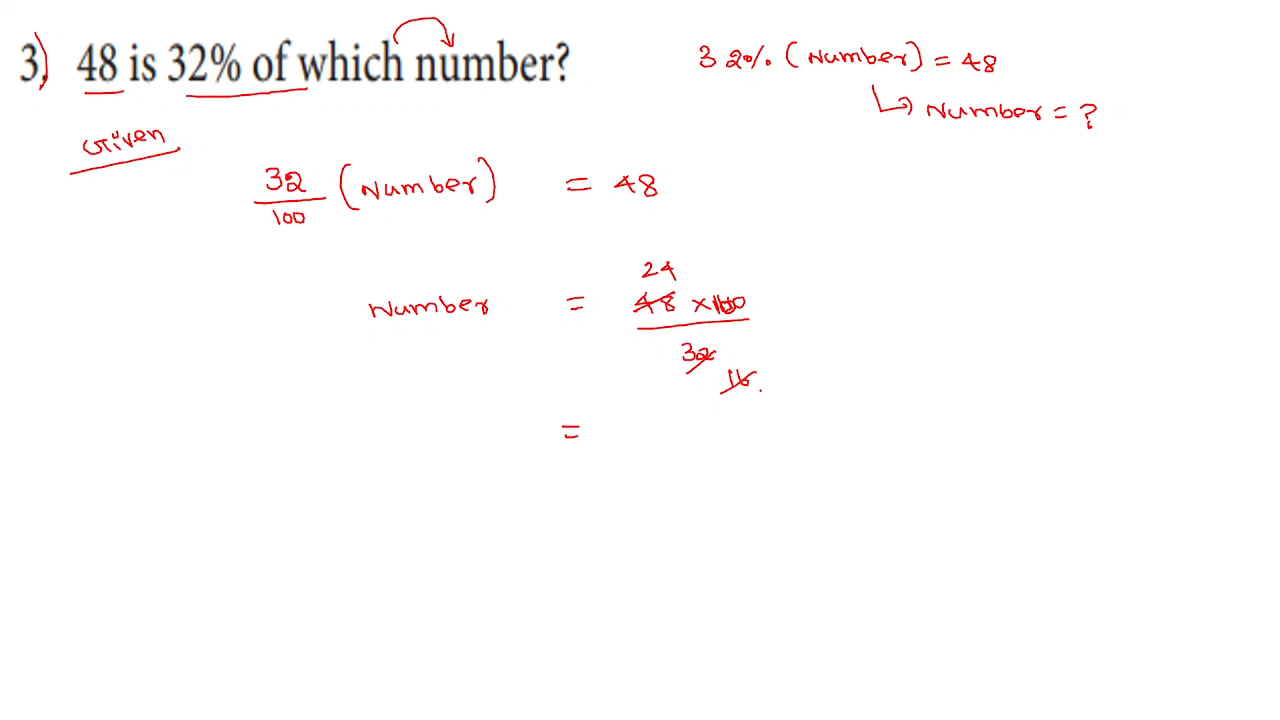 3) 48 is 32% of which number?
32% (Number) = 48
Number = ?
Given
32/100 (Number) = 48
24
Number = 48 × 100
32
16
=